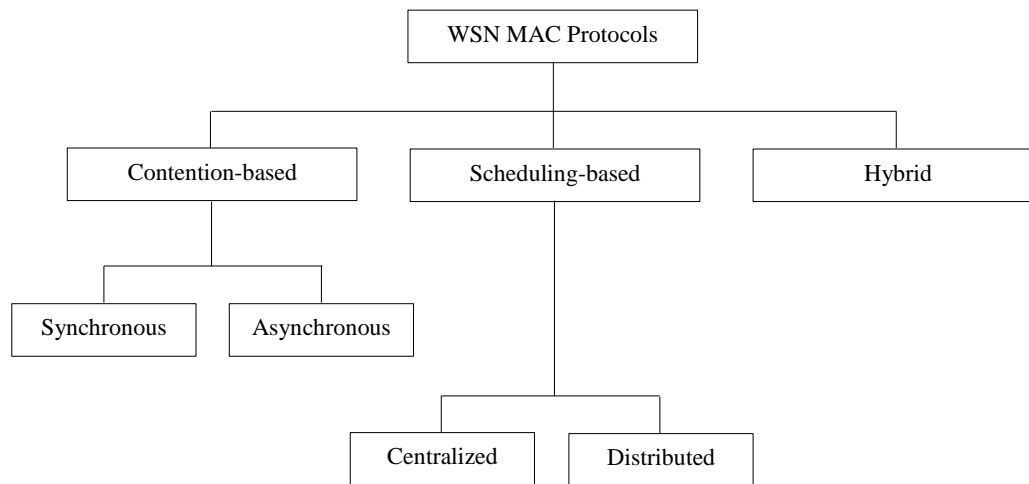 WSN MAC Protocols
Contention-based
Scheduling-based
Hybrid
Synchronous
Asynchronous
Centralized
Distributed